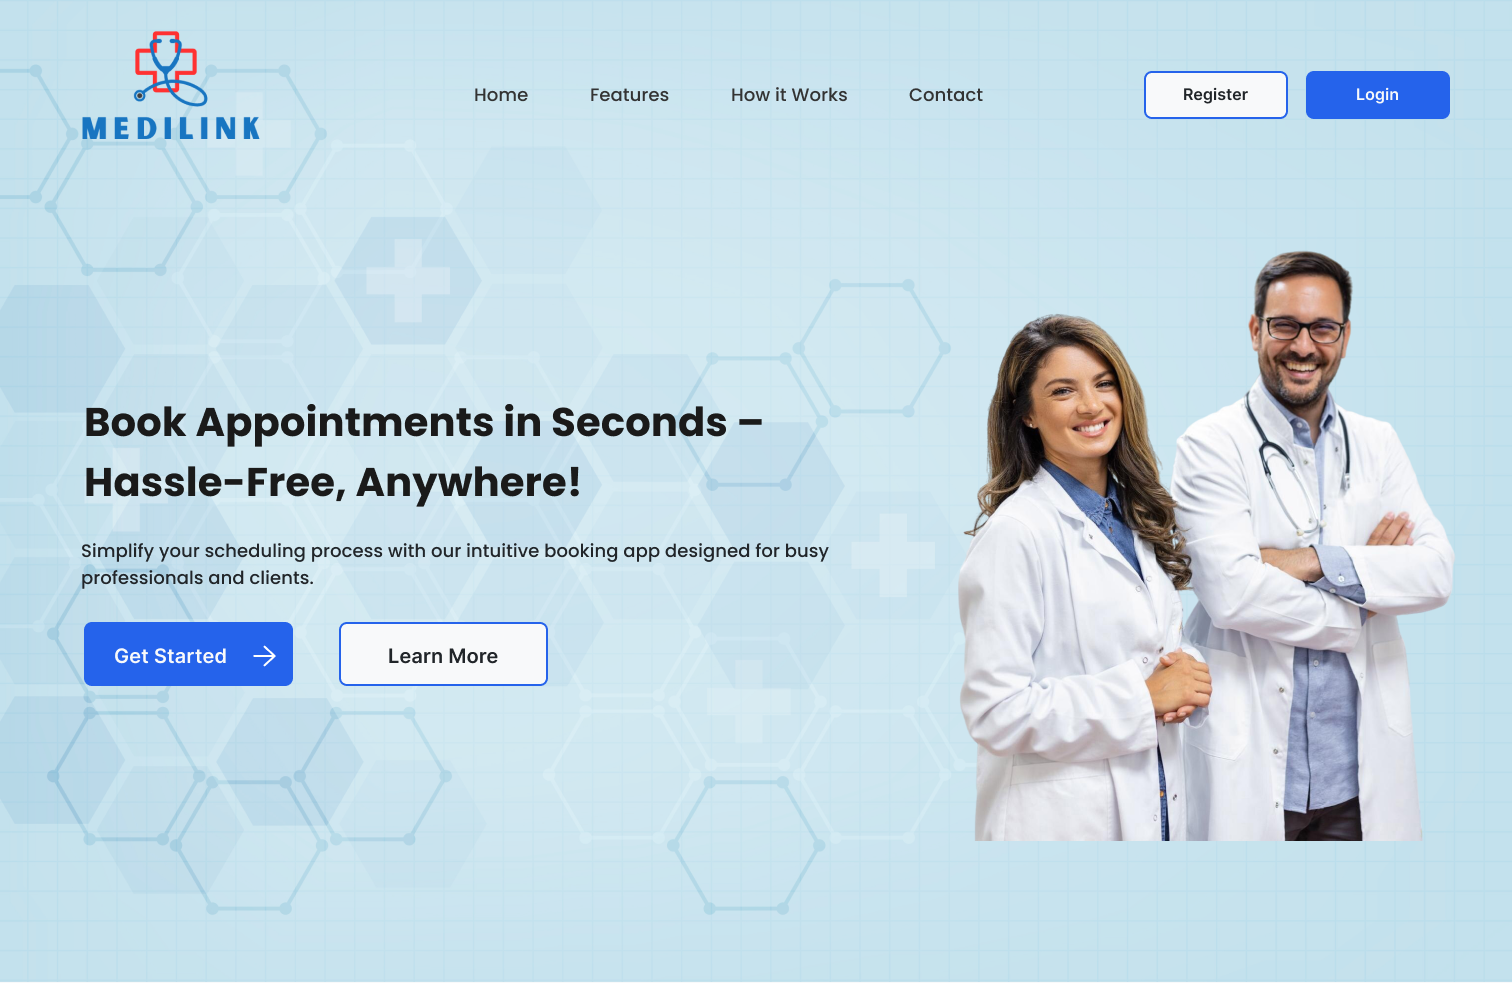 MEDILINK
Home
Features
How it Works
Contact
Register
Login
Book Appointments in Seconds –
Hassle-Free, Anywhere!
Simplify your scheduling process with our intuitive booking app designed for busy
professionals and clients.
Get Started
Learn More